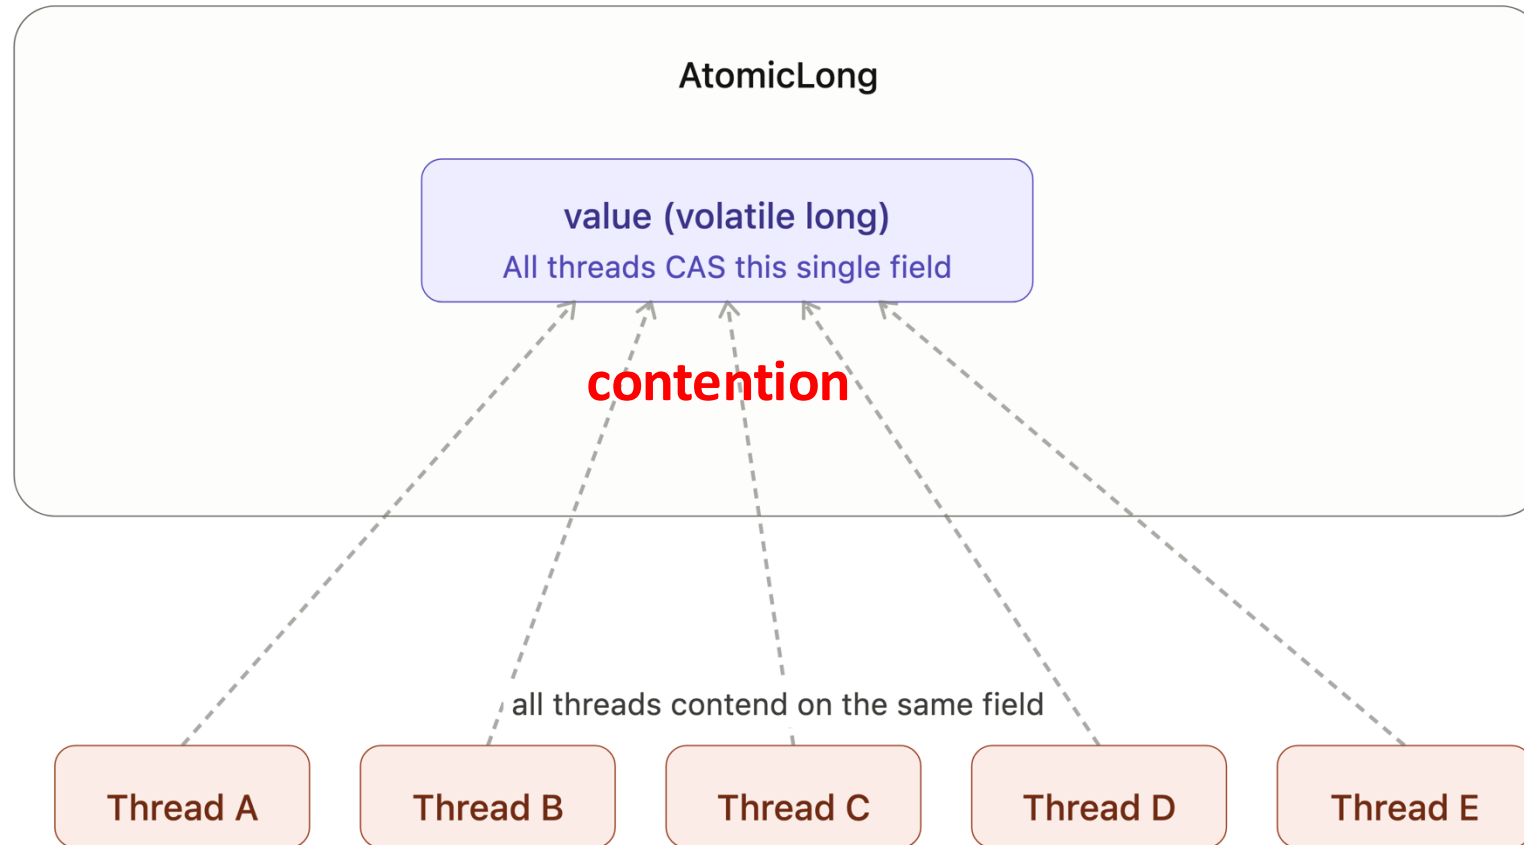 AtomicLong
value (volatile long)
All threads CAS this single field
contention
all threads contend on the same field
Thread A
Thread B
Thread C
Thread D
Thread E